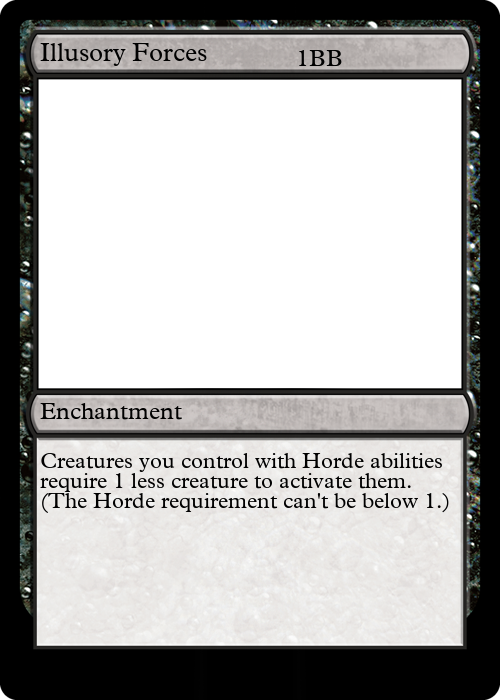 Illusory Forces 1BB
Enchantment
Creatures you control with Horde abilities
require 1 less creature to activate them.
(The Horde requirement can't be below 1.)